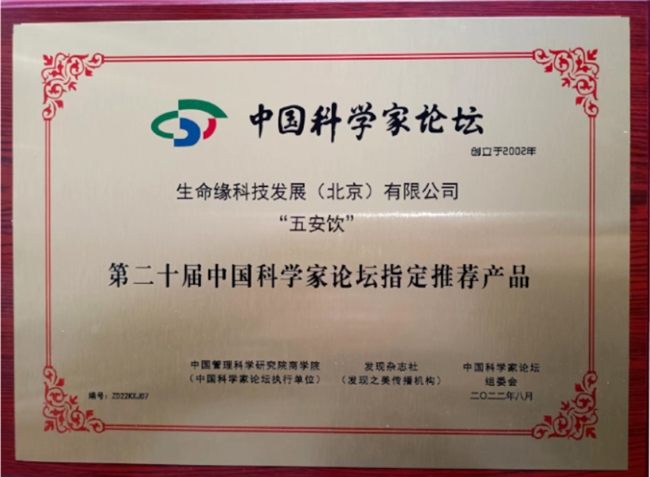 中国科学家论坛
创立于2002年
生命缘科技发展（北京）有限公司
“五安饮”
第二十届中国科学家论坛指定推荐产品
中国管理科学研究院商学院
（中国科学家论坛执行单位）
发现杂志社
（发现之美传播机构）
中国科学家论坛
组委会
二〇二二年八月
编号：ZD22KXJ07